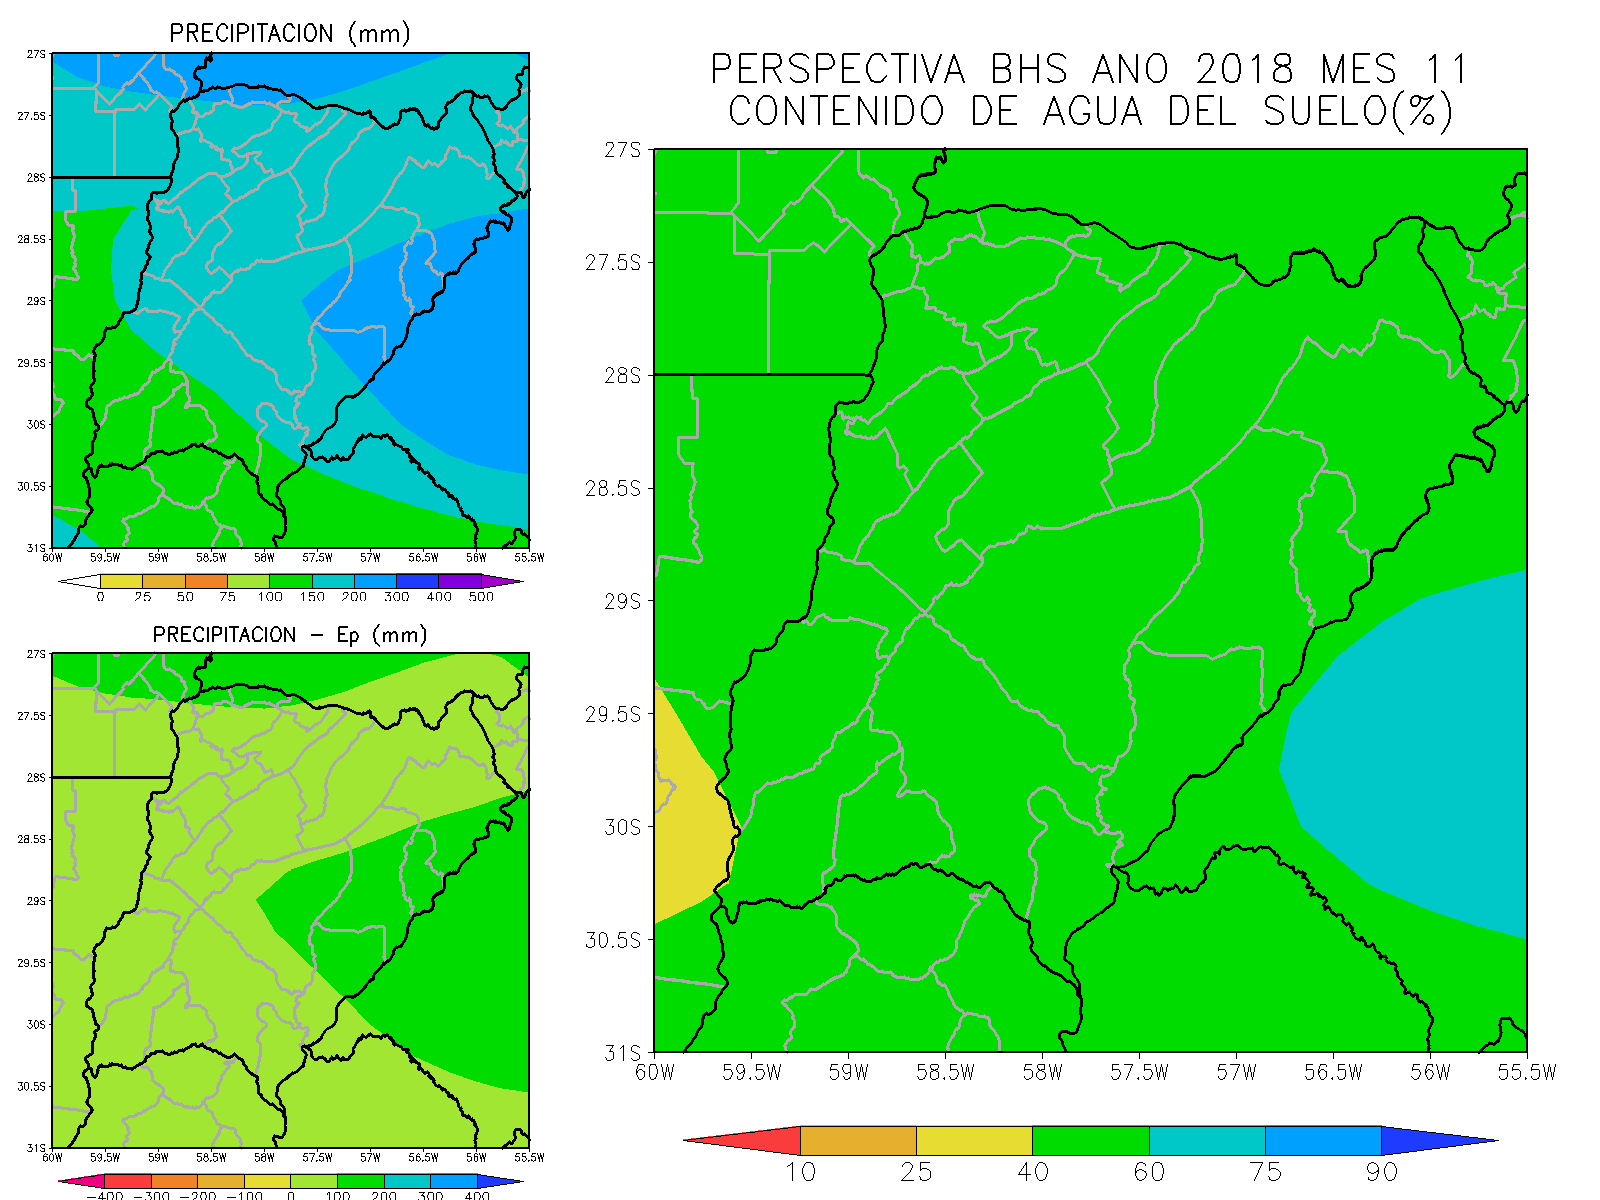 PRECIPITACION (mm)
27S
27.5S
28S
28.5S
29S
29.5S
30S
30.5S
31S
60W 59.5W 59W 58.5W 58W 57.5W 57W 56.5W 56W 55.5W
0 25 50 75 100 150 200 300 400 500
PRECIPITACION - Ep (mm)
27S
27.5S
28S
28.5S
29S
29.5S
30S
30.5S
31S
60W 59.5W 59W 58.5W 58W 57.5W 57W 56.5W 56W 55.5W
-400 -300 -200 -100 0 100 200 300 400
PERSPECTIVA BHS ANO 2018 MES 11
CONTENIDO DE AGUA DEL SUELO(%)
27S
27.5S
28S
28.5S
29S
29.5S
30S
30.5S
31S
60W 59.5W 59W 58.5W 58W 57.5W 57W 56.5W 56W 55.5W
10 25 40 60 75 90